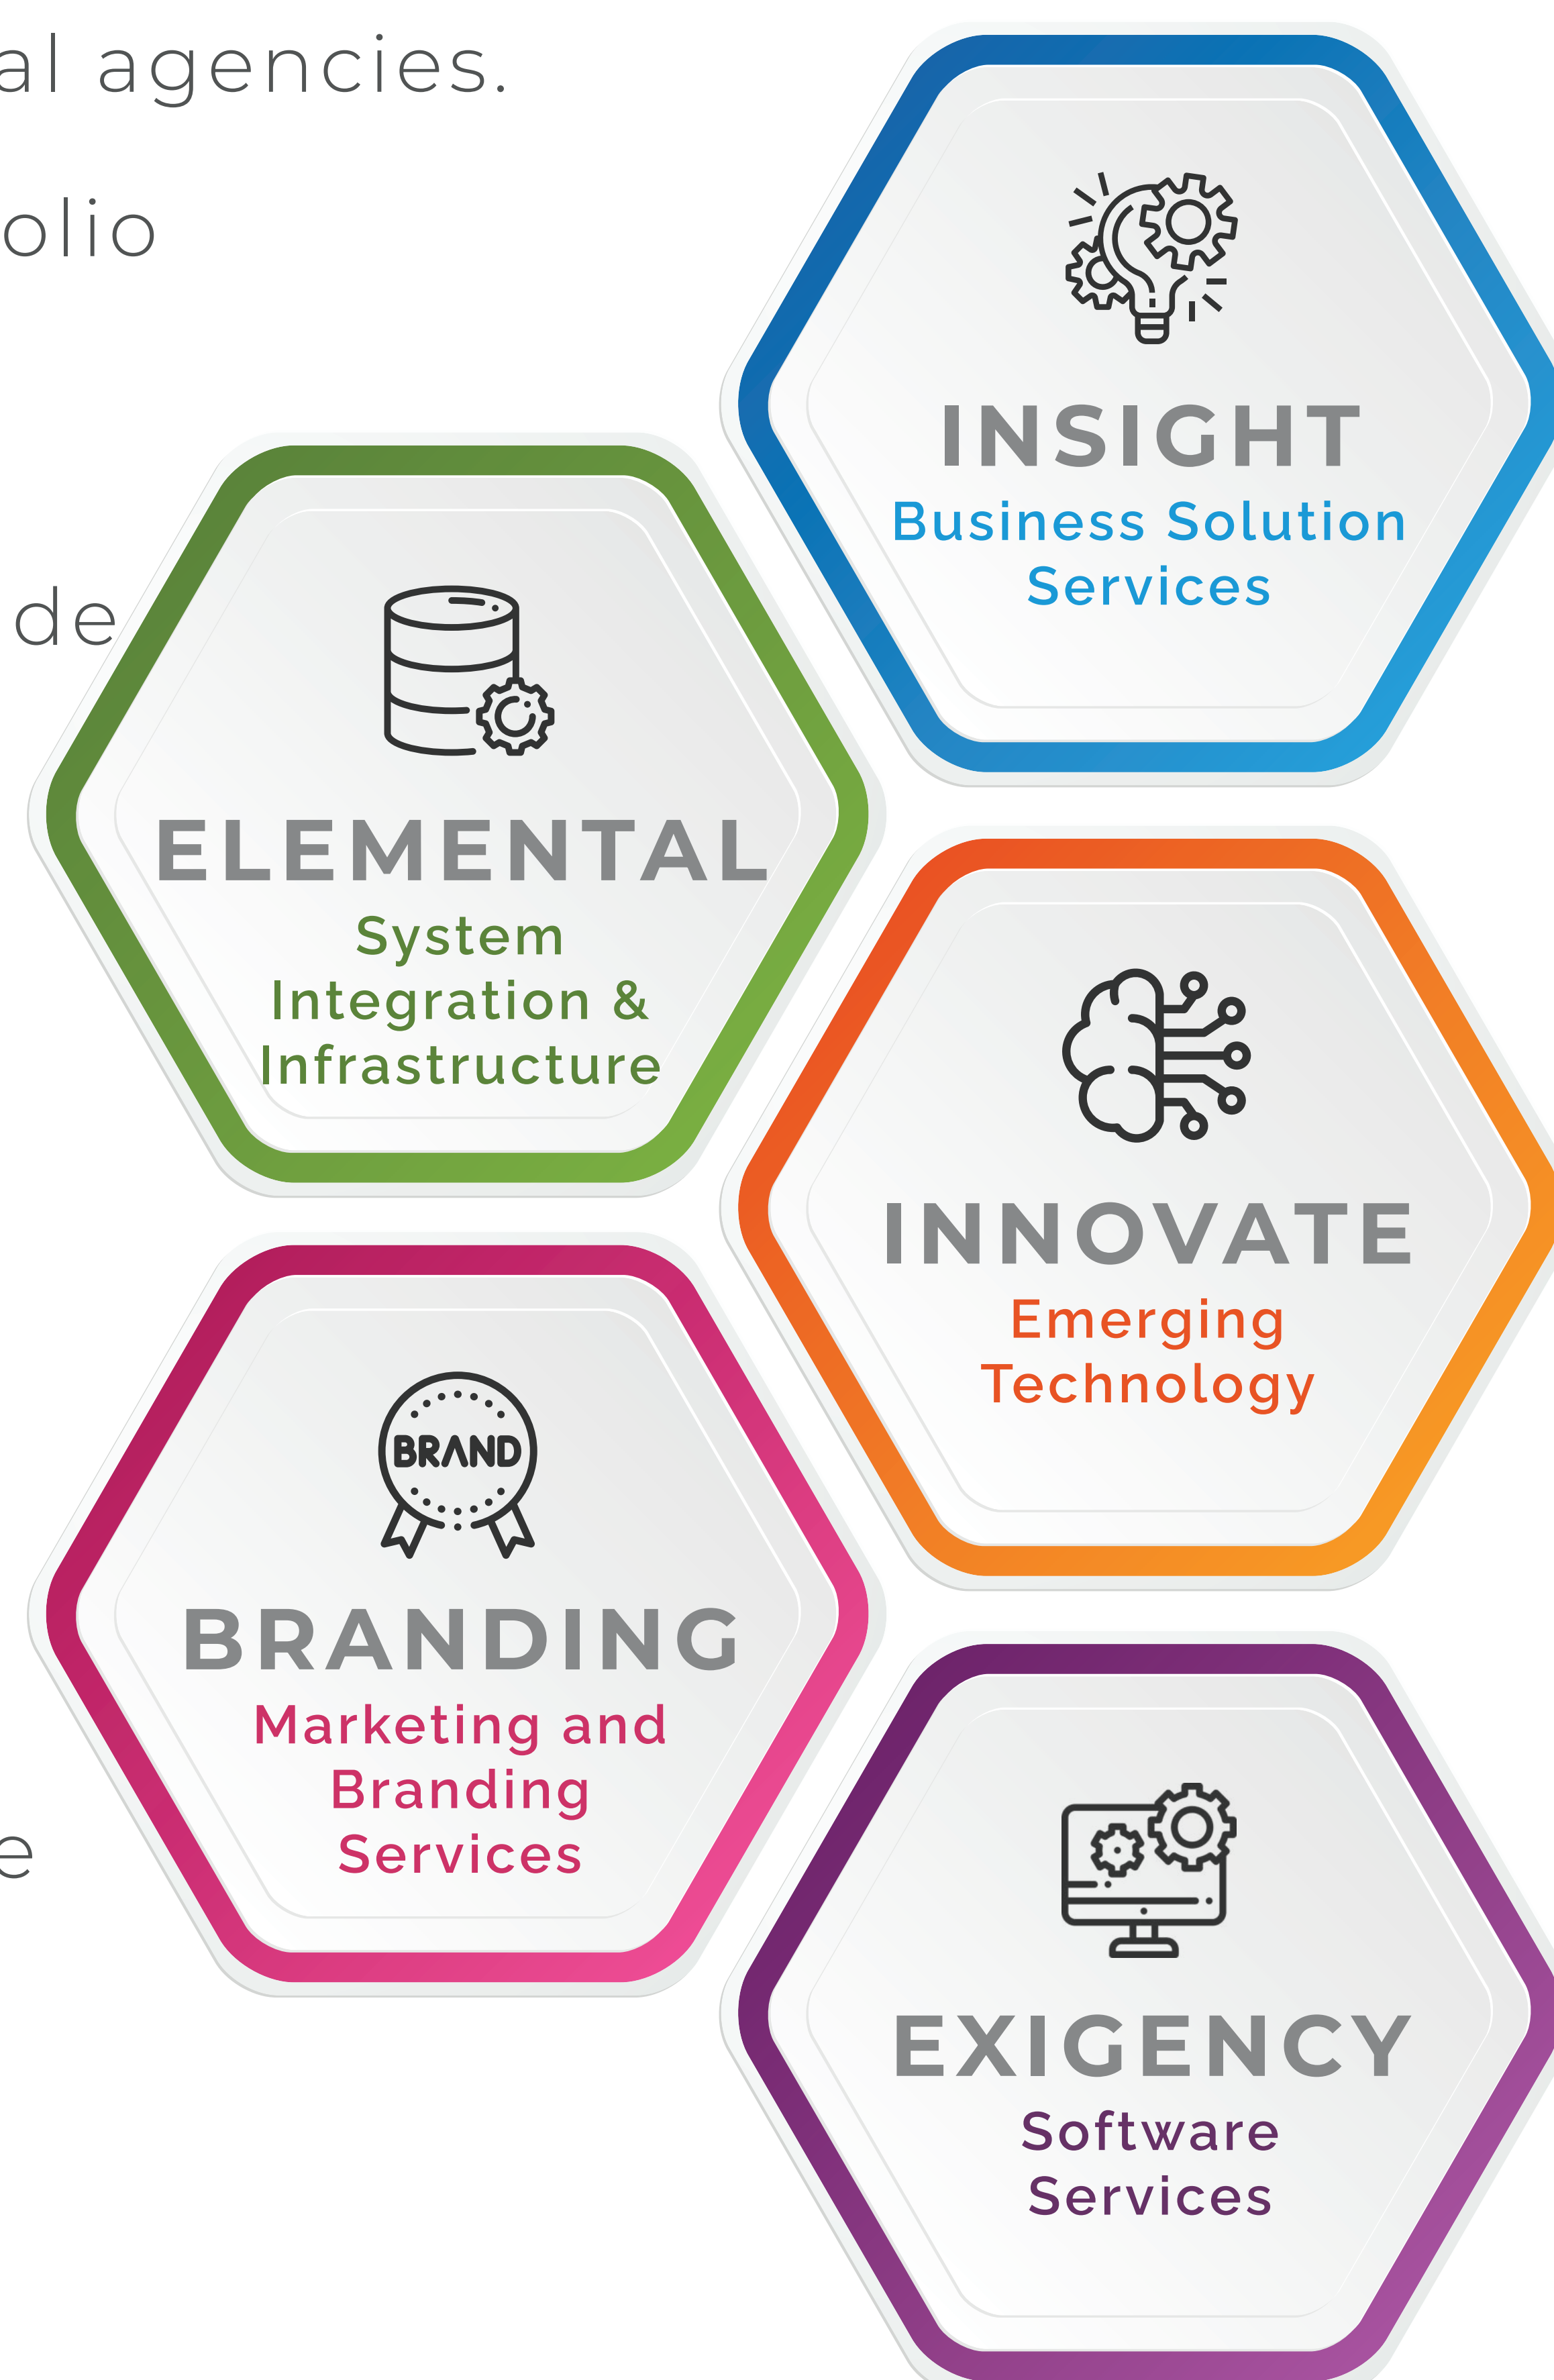 al agencies.
olio
de
e
INSIGHT
Business Solution
Services
ELEMENTAL
System
Integration &
Infrastructure
INNOVATE
Emerging
Technology
BRAND
BRANDING
Marketing and
Branding
Services
EXIGENCY
Software
Services